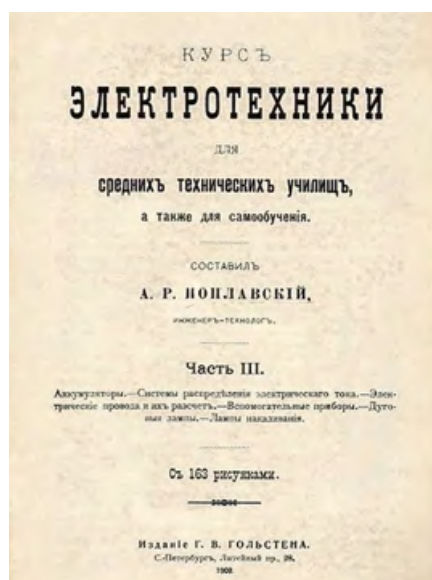 КУРСЪ
ЭЛЕКТРОТЕХНИКИ
ДЛЯ
среднихъ техническихъ училищъ,
а также для самообученія.
СОСТАВИЛЪ
А. Р. ПОПЛАВСКІЙ,
ИНЖЕНЕРЪ-ТЕХНОЛОГЪ.
Часть III.
Аккумуляторы.—Системы распредѣленія электрическаго тока.—Элек-
трическіе провода и ихъ разсчетъ.—Вспомогательные приборы.—Дуго-
выя лампы.—Лампы накаливанія.
Съ 163 рисунками.
Изданіе Г. В. ГОЛЬСТЕНА.
С.-Петербургъ, Литейный пр., 28.